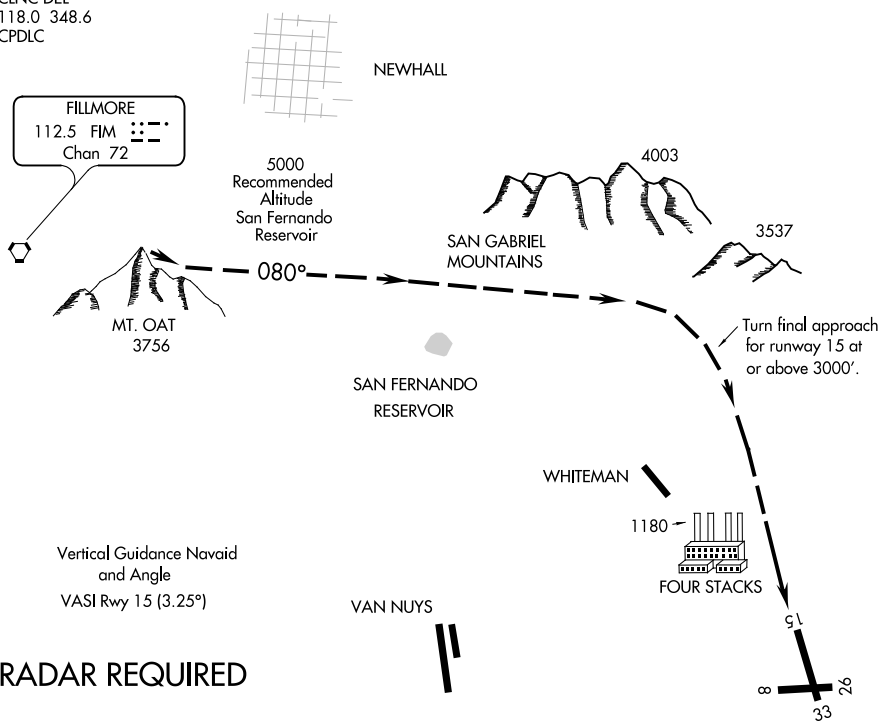 118.0 348.6
CPDLC
NEWHALL
FILLMORE
112.5 FIM
Chan 72
5000
Recommended
Altitude
San Fernando
Reservoir
4003
3537
SAN GABRIEL
MOUNTAINS
080°
MT. OAT
3756
Turn final approach
for runway 15 at
or above 3000'.
SAN FERNANDO
RESERVOIR
WHITEMAN
1180
FOUR STACKS
Vertical Guidance Navaid
and Angle
VASI Rwy 15 (3.25°)
VAN NUYS
15
RADAR REQUIRED
8
26
33